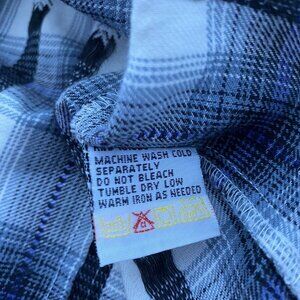 MACHINE WASH COLD
SEPARATELY
DO NOT BLEACH
TUMBLE DRY LOW
WARM IRON AS NEEDED